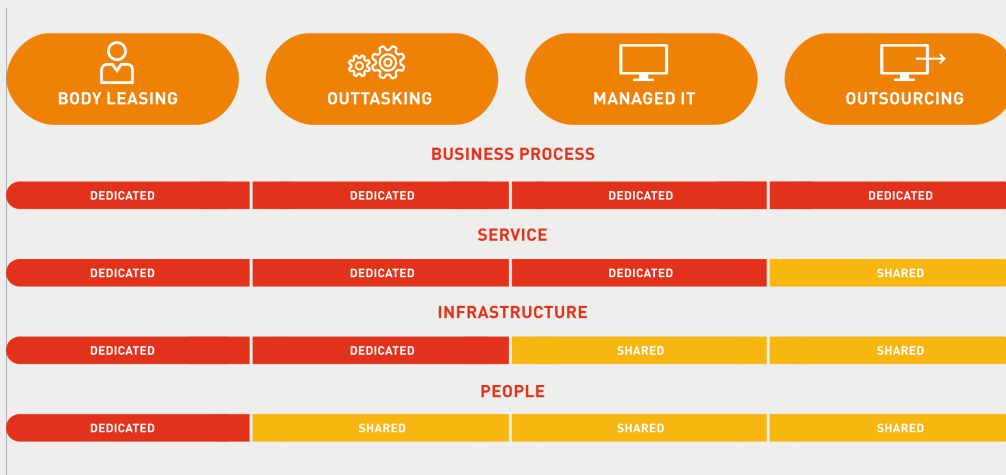 BODY LEASING OUTTASKING MANAGED IT OUTSOURCING
BUSINESS PROCESS
DEDICATED DEDICATED DEDICATED DEDICATED
SERVICE
DEDICATED DEDICATED DEDICATED SHARED
INFRASTRUCTURE
DEDICATED DEDICATED SHARED SHARED
PEOPLE
DEDICATED SHARED SHARED SHARED